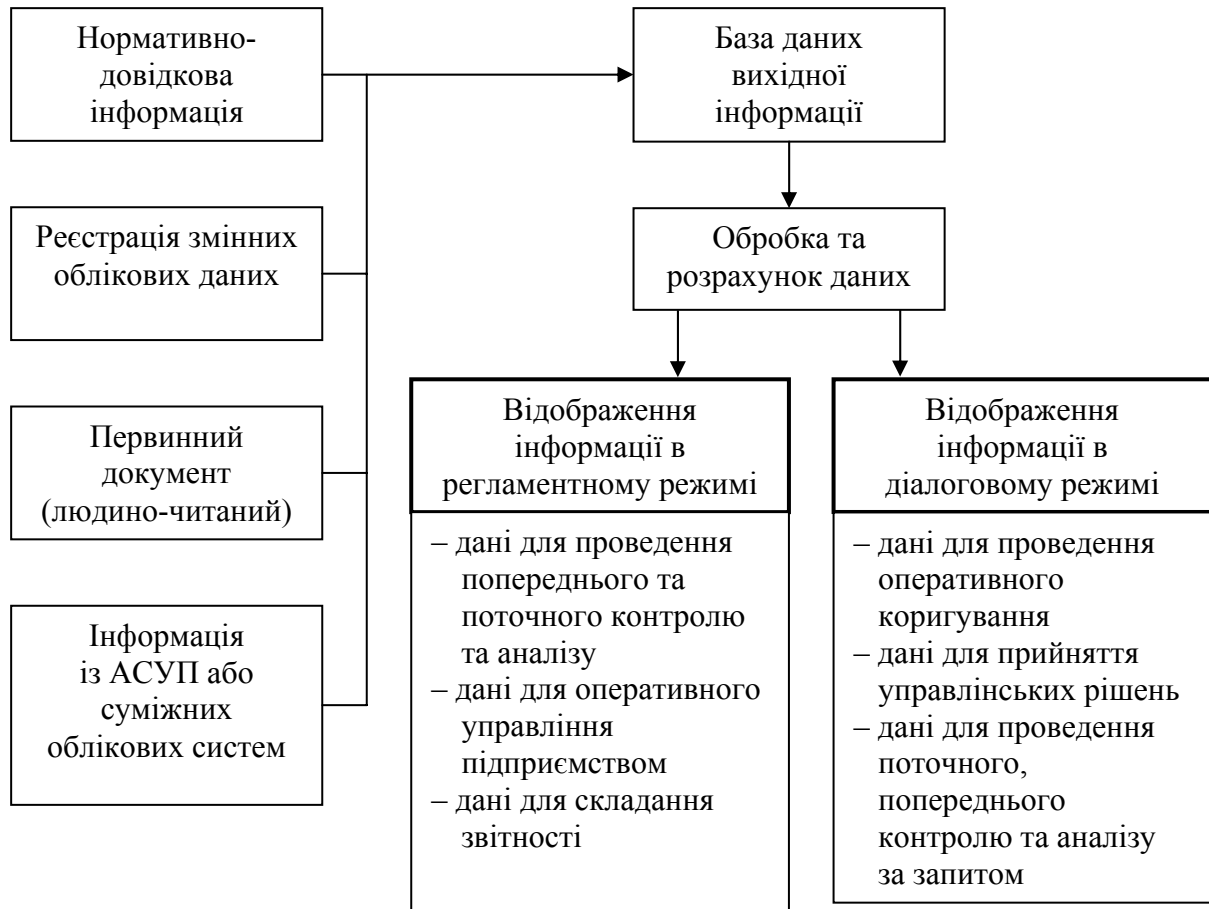 Нормативно-
довідкова
інформація
База даних
вихідної
інформації
Реєстрація змінних
облікових даних
Обробка та
розрахунок даних
Первинний
документ
(людино-читаний)
Інформація
із АСУП або
суміжних
облікових систем
Відображення
інформації в
регламентному режимі
– дані для проведення
попереднього та
поточного контролю
та аналізу
– дані для оперативного
управління
підприємством
– дані для складання
звітності
Відображення
інформації в
діалоговому режимі
– дані для проведення
оперативного
коригування
– дані для прийняття
управлінських рішень
– дані для проведення
поточного,
попереднього
контролю та аналізу
за запитом